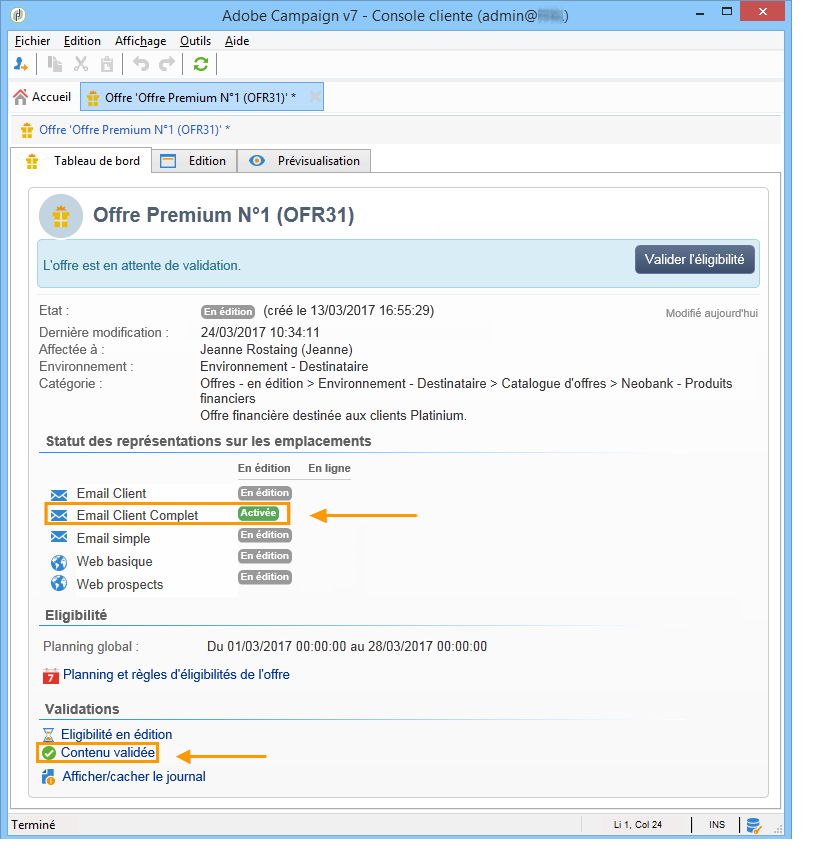 Adobe Campaign v7 - Console cliente (admin@
Fichier Edition Affichage Outils Aide
Accueil Offre 'Offre Premium N°1 (OFR31)' *
Offre 'Offre Premium N°1 (OFR31)' *
Tableau de bord Edition Prévisualisation
Offre Premium N°1 (OFR31)
L'offre est en attente de validation. Valider l'éligibilité
Etat : En édition (créé le 13/03/2017 16:55:29) Modifié aujourd'hui
Dernière modification : 24/03/2017 10:34:11
Affectée à : Jeanne Rostaing (Jeanne)
Environnement : Environnement - Destinataire
Catégorie : Offres - en édition > Environnement - Destinataire > Catalogue d'offres > Neobank - Produits
financiers
Offre financière destinée aux clients Platinium.
Statut des représentations sur les emplacements
En édition En ligne
Email Client En édition
Email Client Complet Activée
Email simple En édition
Web basique En édition
Web prospects En édition
Eligibilité
Planning global : Du 01/03/2017 00:00:00 au 28/03/2017 00:00:00
7 Planning et règles d'éligibilités de l'offre
Validations
Eligibilité en édition
Contenu validée
Afficher/cacher le journal
Terminé Li 1, Col 24 INS